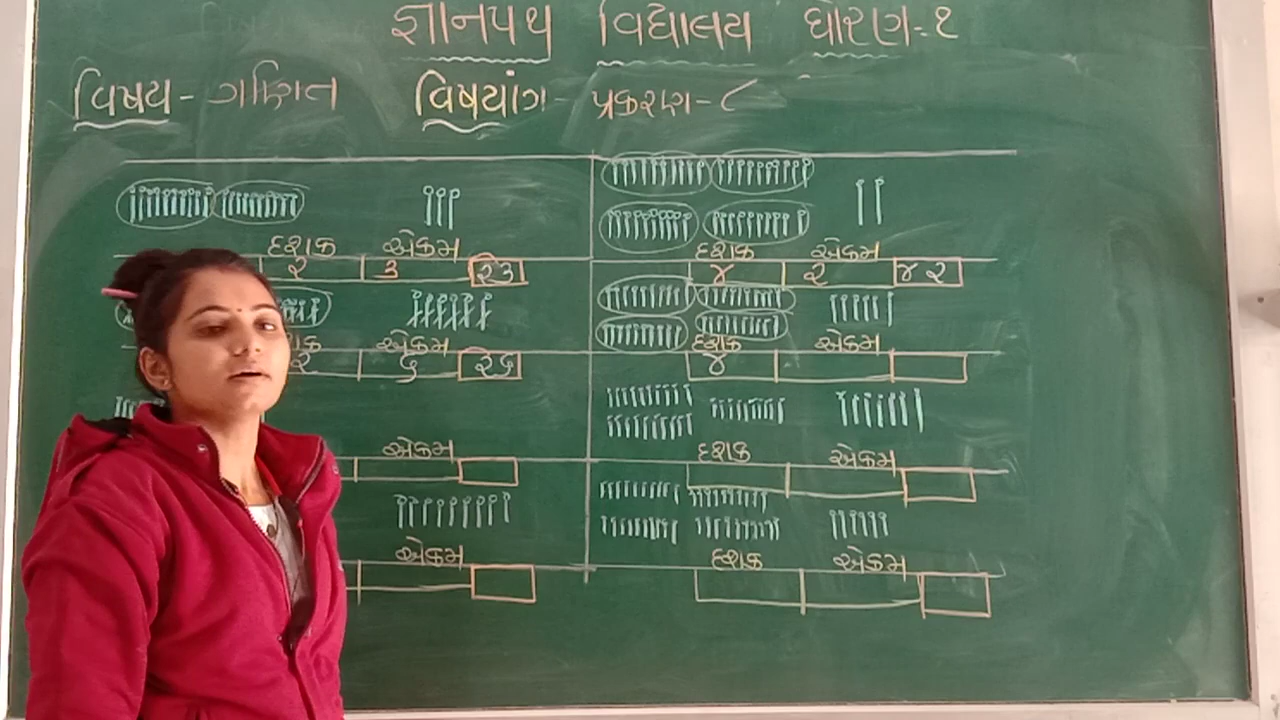 જ્ઞાનપથ વિદ્યાલય ધોરણ-૧
વિષય - ગણિત વિષયાંગ - પ્રકરણ - ૮
દશક એકમ
૨ ૩ ૨૩
દશક એકમ
૪ ૨ ૪૨
એકમ
૨ ૬ ૨૬
દશક એકમ
૪
એકમ
દશક એકમ
એકમ
દશક એકમ